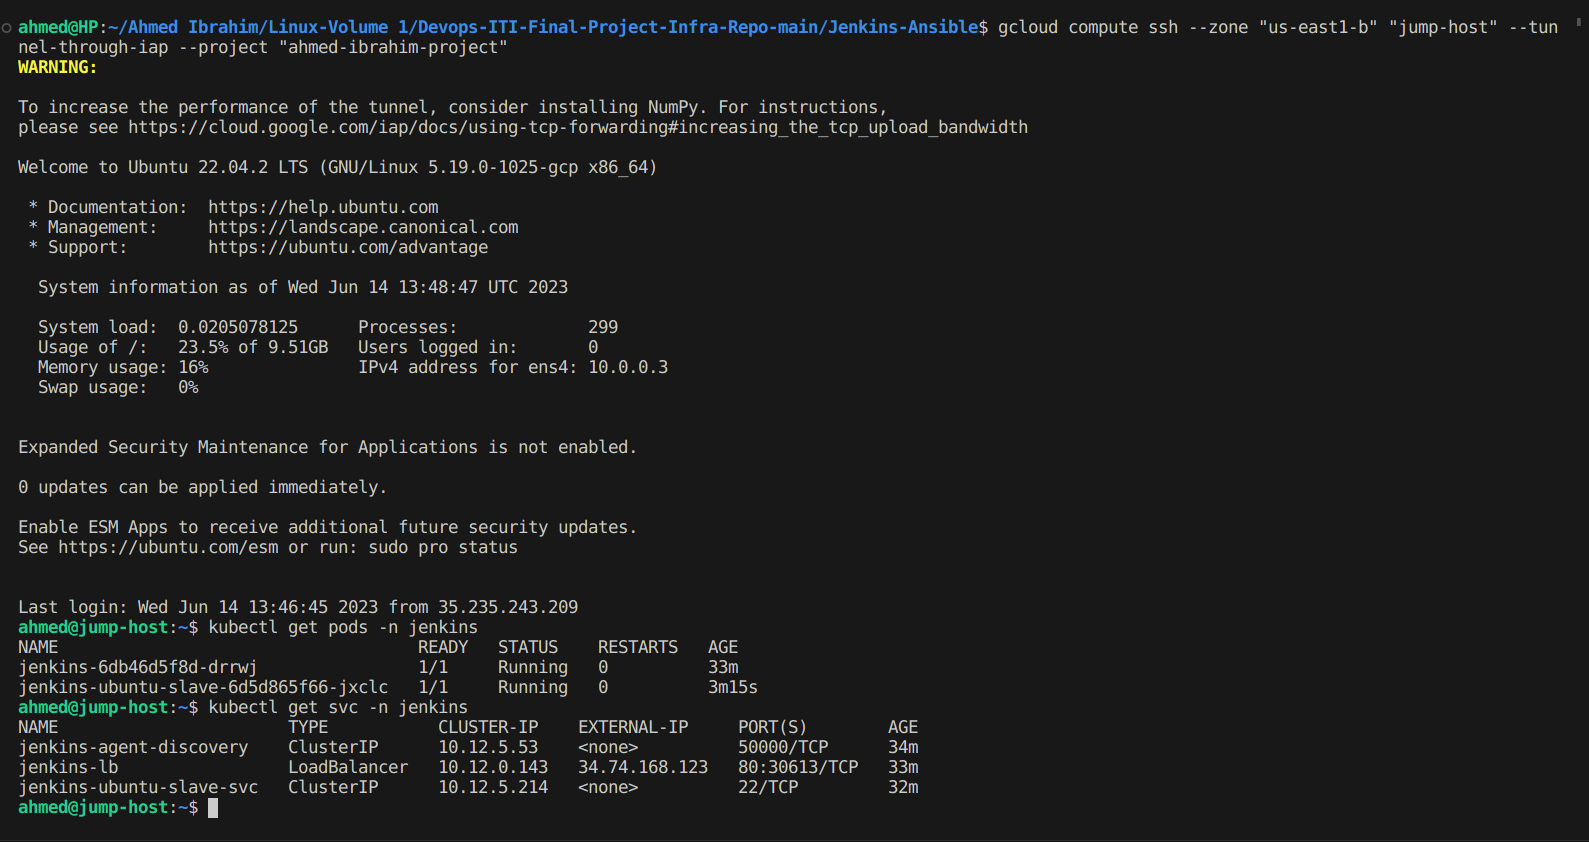 ahmed@HP:~/Ahmed Ibrahim/Linux-Volume 1/Devops-III-Final-Project-Infra-Repo-main/Jenkins-Ansible$ gcloud compute ssh --zone "us-east1-b" "jump-host" --tun
nel-through-iap --project "ahmed-ibrahim-project"
WARNING:
To increase the performance of the tunnel, consider installing NumPy. For instructions,
please see https://cloud.google.com/iap/docs/using-tcp-forwarding#increasing_the_tcp_upload_bandwidth
Welcome to Ubuntu 22.04.2 LTS (GNU/Linux 5.19.0-1025-gcp x86_64)
* Documentation:  https://help.ubuntu.com
* Management:     https://landscape.canonical.com
* Support:        https://ubuntu.com/advantage
System information as of Wed Jun 14 13:48:47 UTC 2023
System load:  0.0205078125      Processes:             299
Usage of /:   23.5% of 9.51GB   Users logged in:       0
Memory usage: 16%               IPv4 address for ens4: 10.0.0.3
Swap usage:   0%
Expanded Security Maintenance for Applications is not enabled.
0 updates can be applied immediately.
Enable ESM Apps to receive additional future security updates.
See https://ubuntu.com/esm or run: sudo pro status
Last login: Wed Jun 14 13:46:45 2023 from 35.235.243.209
ahmed@jump-host:~$ kubectl get pods -n jenkins
NAME                                    READY   STATUS    RESTARTS   AGE
jenkins-6db46d5f8d-drrwj                1/1     Running   0          33m
jenkins-ubuntu-slave-6d5d865f66-jxclc   1/1     Running   0          3m15s
ahmed@jump-host:~$ kubectl get svc -n jenkins
NAME                       TYPE           CLUSTER-IP    EXTERNAL-IP     PORT(S)        AGE
jenkins-agent-discovery    ClusterIP      10.12.5.53    <none>          50000/TCP      34m
jenkins-lb                 LoadBalancer   10.12.0.143   34.74.168.123   80:30613/TCP   33m
jenkins-ubuntu-slave-svc   ClusterIP      10.12.5.214   <none>          22/TCP         32m
ahmed@jump-host:~$